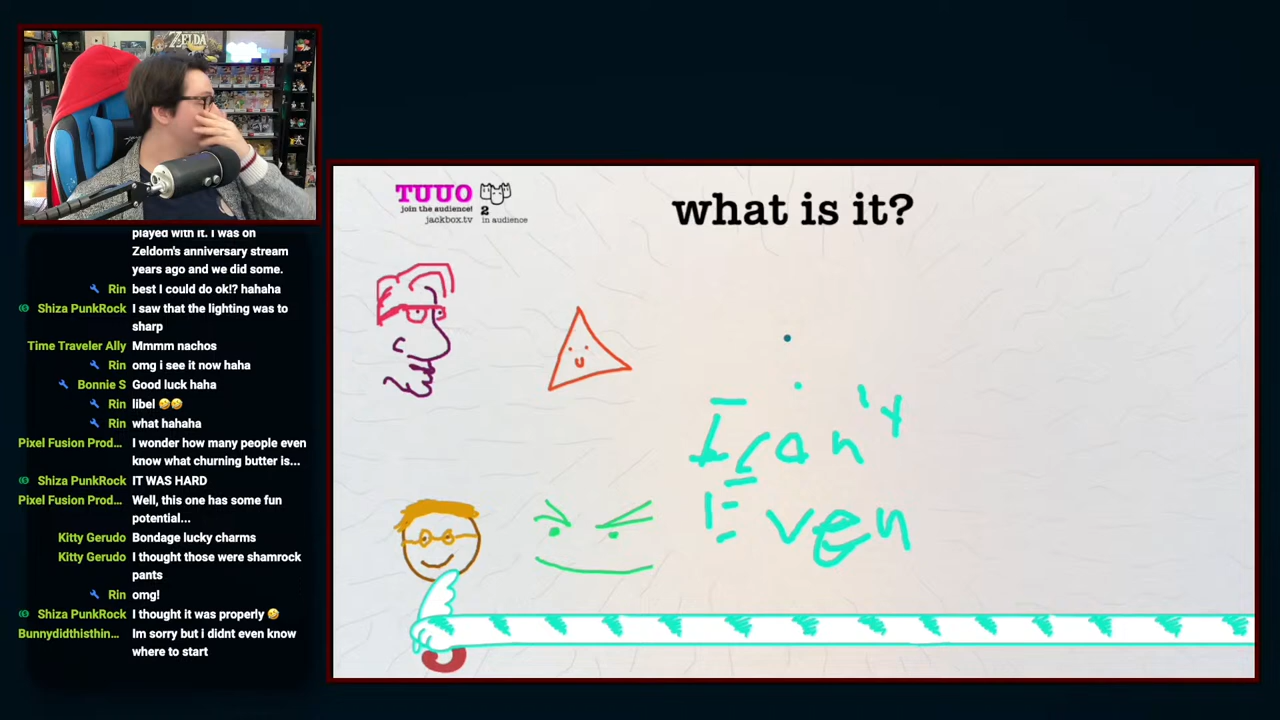 ZELDA
played with it. I was on
Zeldom's anniversary stream
years ago and we did some.
Rin best I could do ok!? hahaha
Shiza PunkRock I saw that the lighting was to
sharp
Time Traveler Ally Mmmm nachos
Rin omg i see it now haha
Bonnie S Good luck haha
Rin libel 🤣🤣
Rin what hahaha
Pixel Fusion Prod... I wonder how many people even
know what churning butter is...
Shiza PunkRock IT WAS HARD
Pixel Fusion Prod... Well, this one has some fun
potential...
Kitty Gerudo Bondage lucky charms
Kitty Gerudo I thought those were shamrock
pants
Rin omg!
Shiza PunkRock I thought it was properly 🤣
Bunnydidthisthin... Im sorry but i didnt even know
where to start
TUUO
join the audience!
jackbox.tv
2
in audience
what is it?
I can't
Even